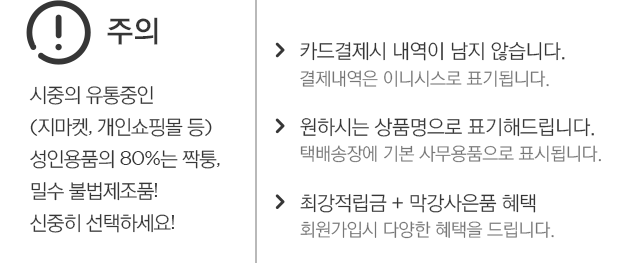 주의
시중의 유통중인
(지마켓, 개인쇼핑몰 등)
성인용품의 80%는 짝퉁,
밀수 불법제조품!
신중히 선택하세요!
카드결제시 내역이 남지 않습니다.
결제내역은 이니시스로 표기됩니다.
원하시는 상품명으로 표기해드립니다.
택배송장에 기본 사무용품으로 표시됩니다.
최강적립금 + 막강사은품 혜택
회원가입시 다양한 혜택을 드립니다.